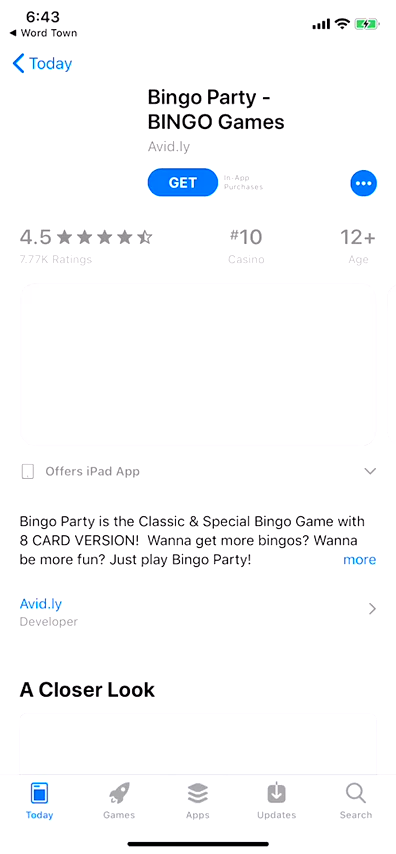 6:43
◀ Word Town
Today
Bingo Party -
BINGO Games
Avid.ly
GET
In-App
Purchases
4.5
#10
12+
7.77K Ratings
Casino
Age
Offers iPad App
Bingo Party is the Classic & Special Bingo Game with
8 CARD VERSION!  Wanna get more bingos? Wanna
be more fun? Just play Bingo Party!
more
Avid.ly
Developer
A Closer Look
Today
Games
Apps
Updates
Search